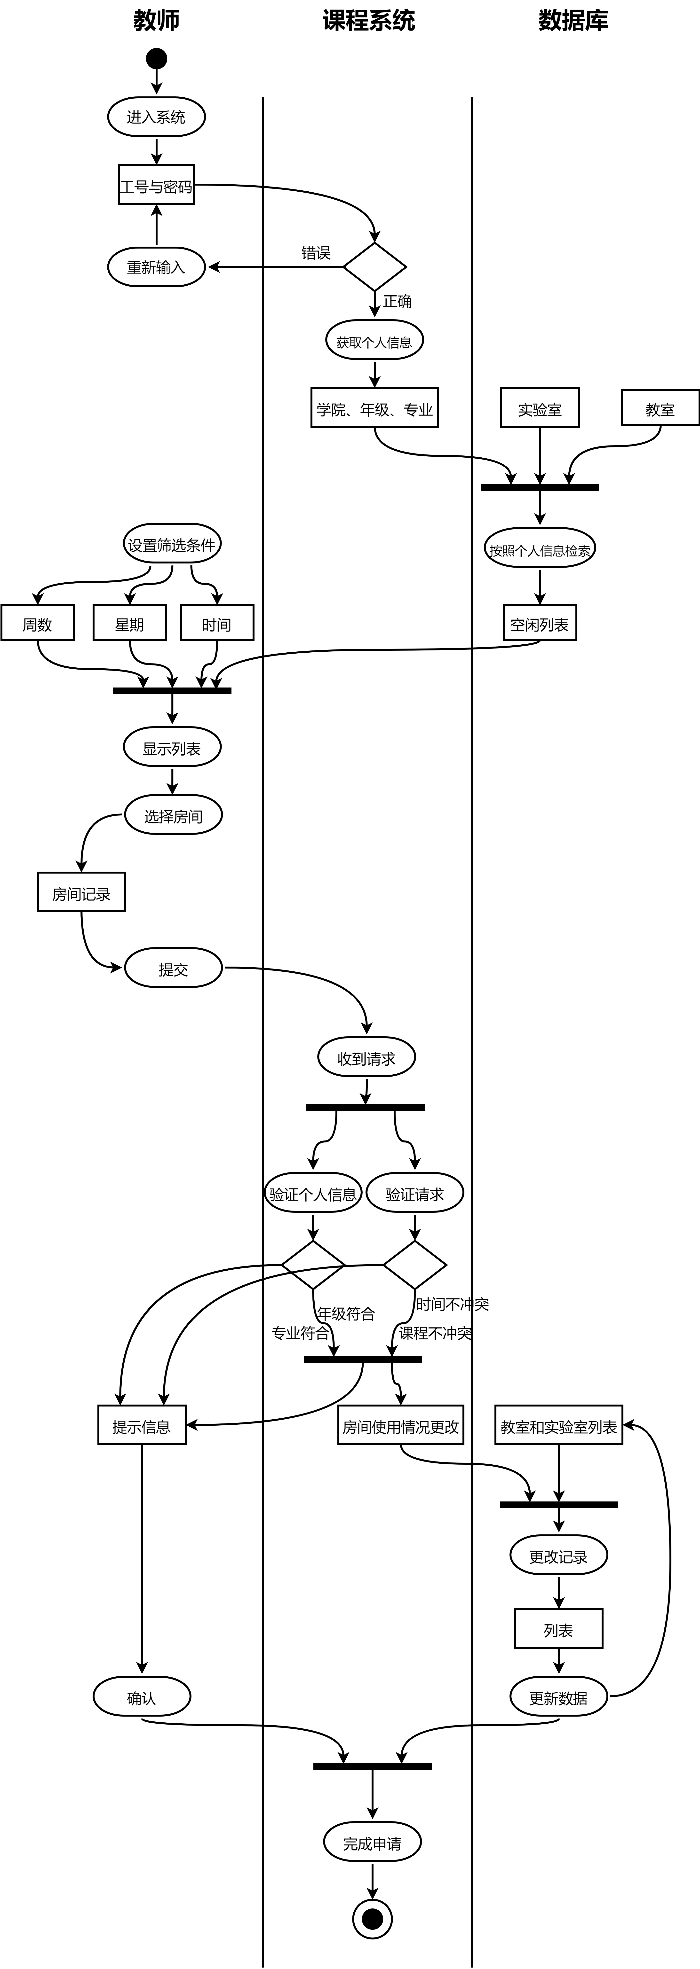 教师
课程系统
数据库
进入系统
工号与密码
错误
重新输入
正确
获取个人信息
学院、年级、专业
实验室
教室
设置筛选条件
按照个人信息检索
周数
星期
时间
空闲列表
显示列表
选择房间
房间记录
提交
收到请求
验证个人信息
验证请求
时间不冲突
年级符合
专业符合
课程不冲突
提示信息
房间使用情况更改
教室和实验室列表
更改记录
列表
确认
更新数据
完成申请